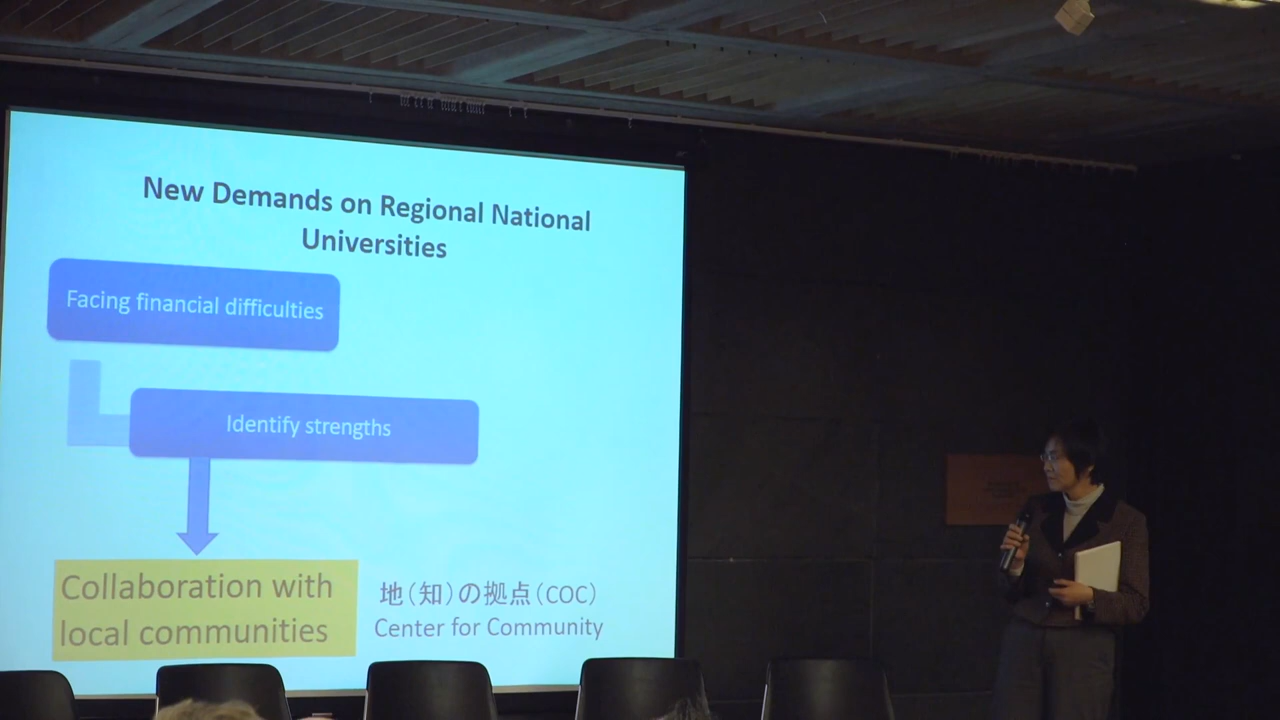 New Demands on Regional National
Universities
Facing financial difficulties
Identify strengths
Collaboration with
local communities
地（知）の拠点（COC）
Center for Community